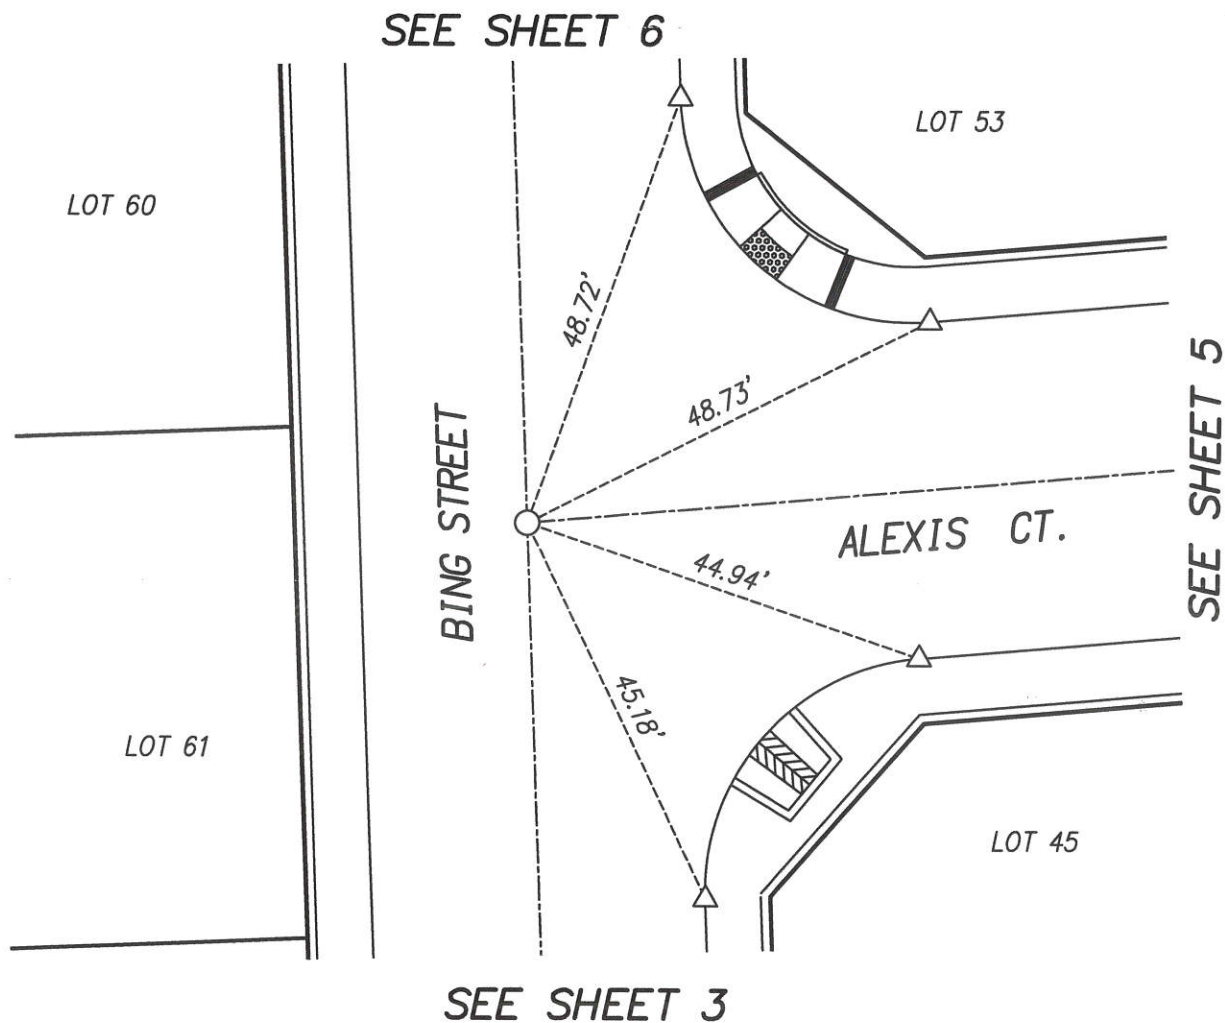 SEE SHEET 6
LOT 53
LOT 60
48.72'
48.73'
SEE SHEET 5
BING STREET
ALEXIS CT.
44.94'
45.18'
LOT 61
LOT 45
SEE SHEET 3